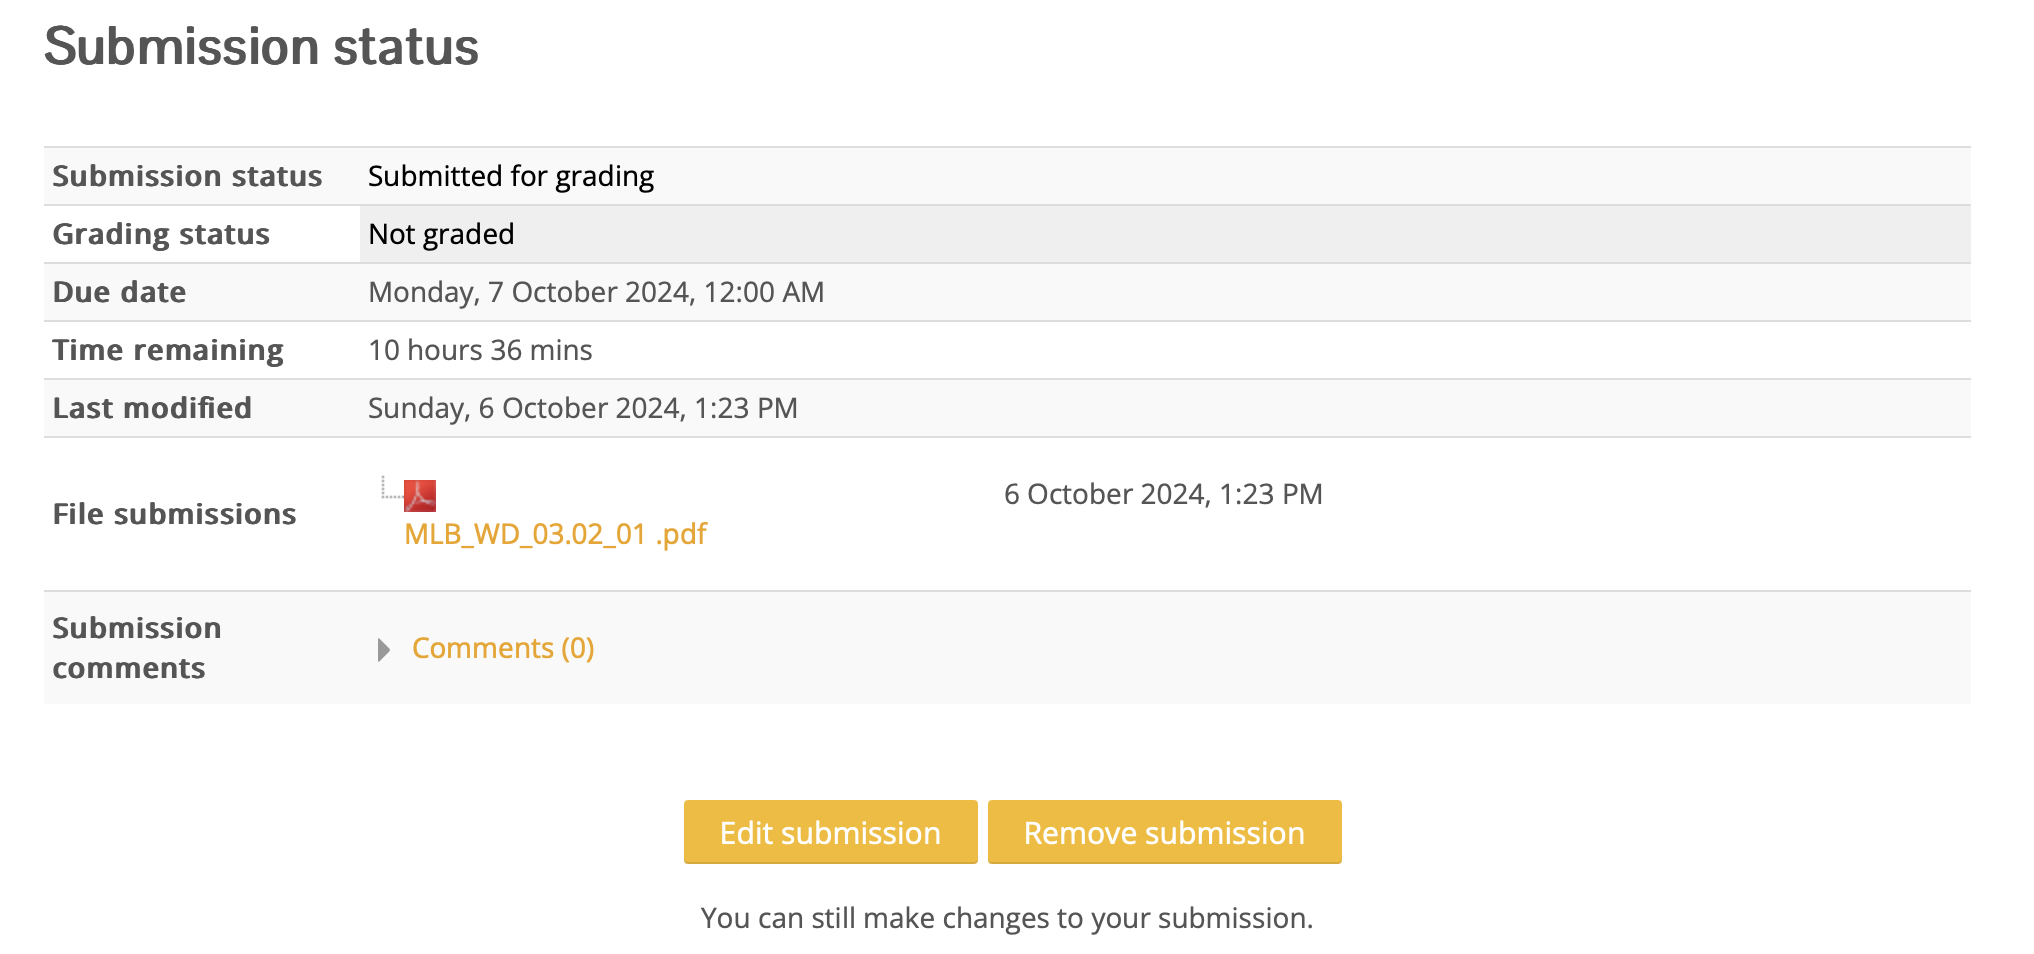 Submission status
Submission status Submitted for grading
Grading status Not graded
Due date Monday, 7 October 2024, 12:00 AM
Time remaining 10 hours 36 mins
Last modified Sunday, 6 October 2024, 1:23 PM
File submissions
6 October 2024, 1:23 PM
MLB_WD_03.02_01 .pdf
Submission
comments
Comments (0)
Edit submission Remove submission
You can still make changes to your submission.